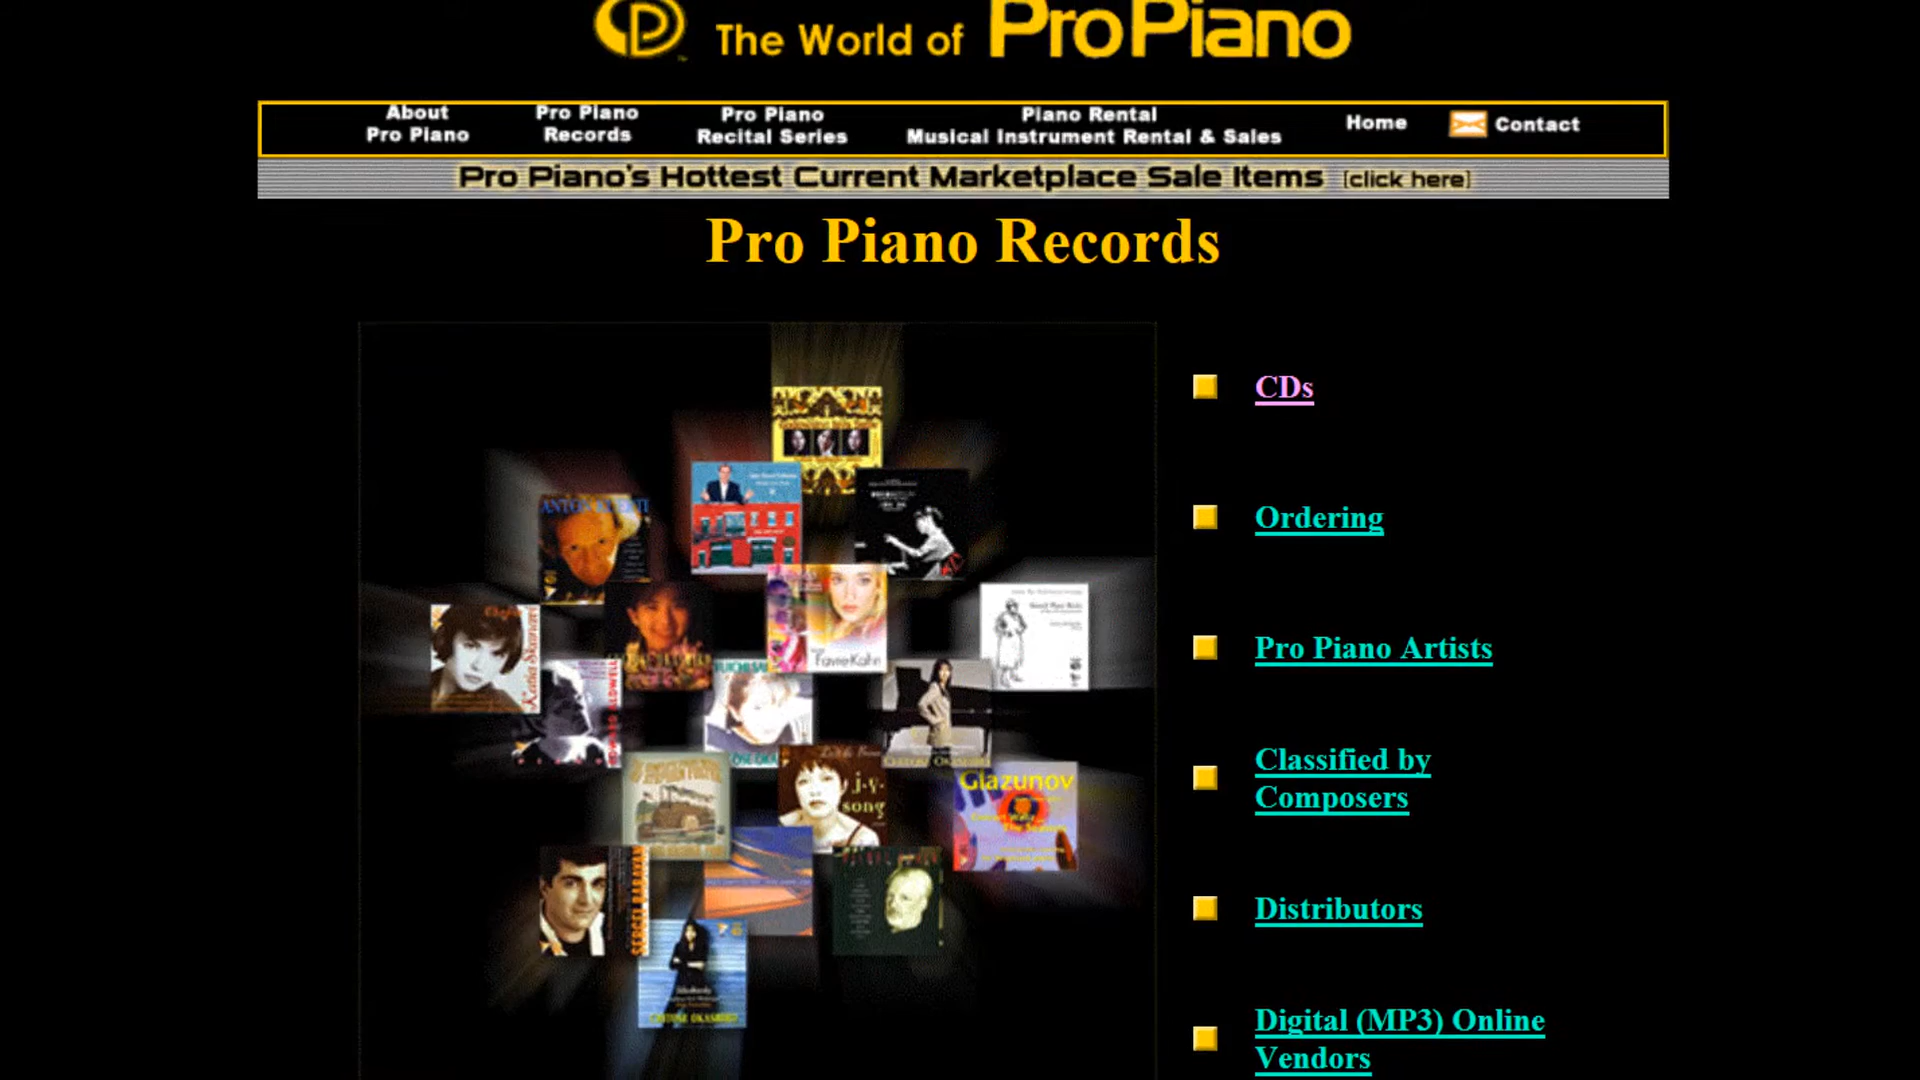 The World of ProPiano
About
Pro Piano
Pro Piano
Records
Pro Piano
Recital Series
Piano Rental
Musical Instrument Rental & Sales
Home
Contact
Pro Piano's Hottest Current Marketplace Sale Items [click here]
Pro Piano Records
CDs
Ordering
Pro Piano Artists
Classified by
Composers
Distributors
Digital (MP3) Online
Vendors
Favre-Kahn
j.y.
song
Glazunov
The Seasons